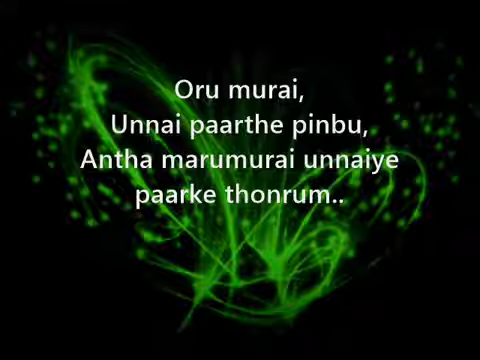 Oru murai,
Unnai paarthe pinbu,
Antha marumurai unnaiye
paarke thonrum..